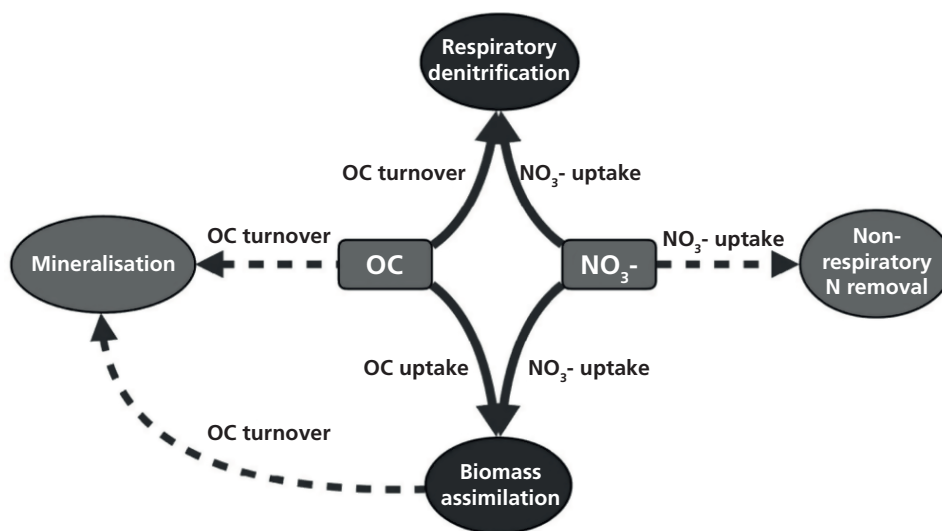 Respiratory
denitrification
OC turnover
NO₃- uptake
OC turnover
NO₃- uptake
Mineralisation
OC
NO₃-
Non-
respiratory
N removal
OC uptake
NO₃- uptake
OC turnover
Biomass
assimilation